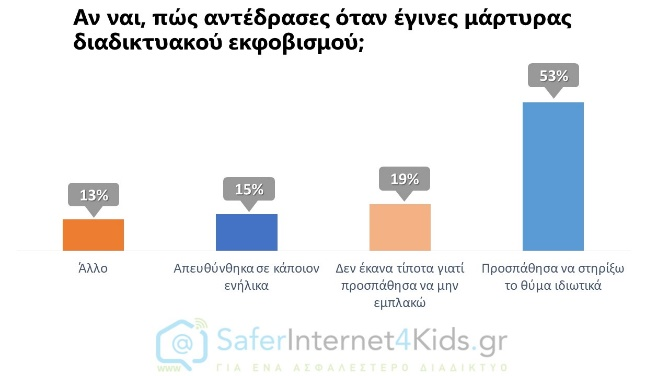 Αν ναι, πώς αντέδρασες όταν έγινες μάρτυρας
διαδικτυακού εκφοβισμού;
13%
15%
19%
53%
Άλλο
Απευθύνθηκα σε κάποιον
ενήλικα
Δεν έκανα τίποτα γιατί
προσπάθησα να μην
εμπλακώ
Προσπάθησα να στηρίξω
το θύμα ιδιωτικά
@
www
SaferInternet4Kids.gr
ΓΙΑ ΕΝΑ ΑΣΦΑΛΕΣΤΕΡΟ ΔΙΑΔΙΚΤΥΟ